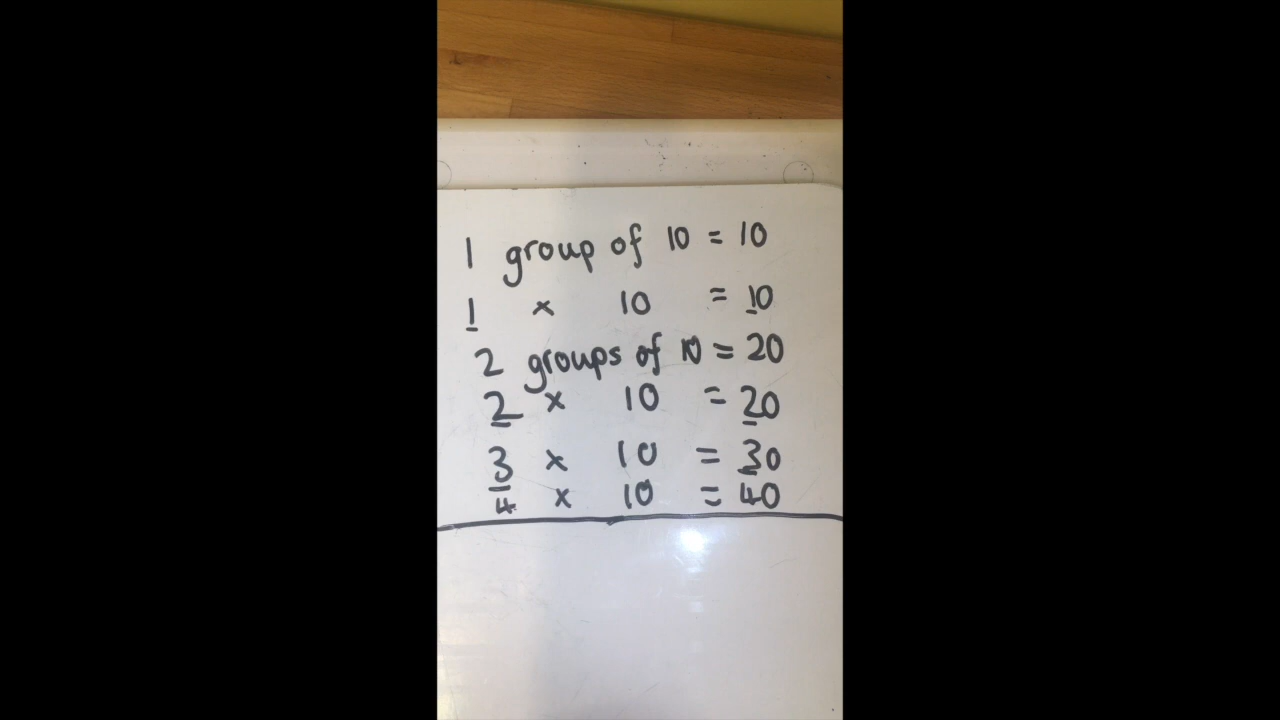 1 group of 10 = 10
1 x 10 = 10
2 groups of 10 = 20
2 x 10 = 20
3 x 10 = 30
4 x 10 = 40